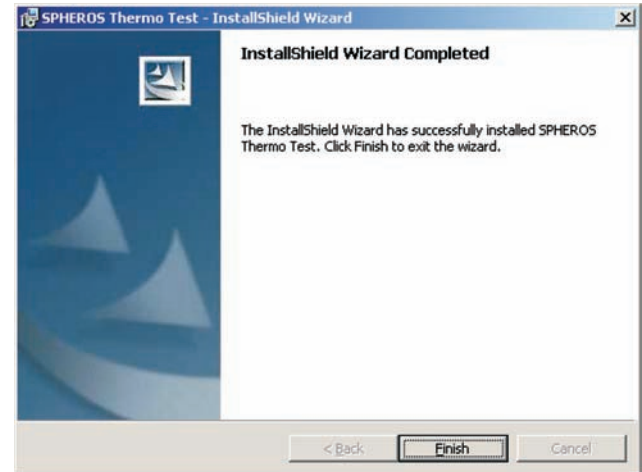 SPHEROS Thermo Test - InstallShield Wizard
InstallShield Wizard Completed
The InstallShield Wizard has successfully installed SPHEROS
Thermo Test. Click Finish to exit the wizard.
< Back
Finish
Cancel